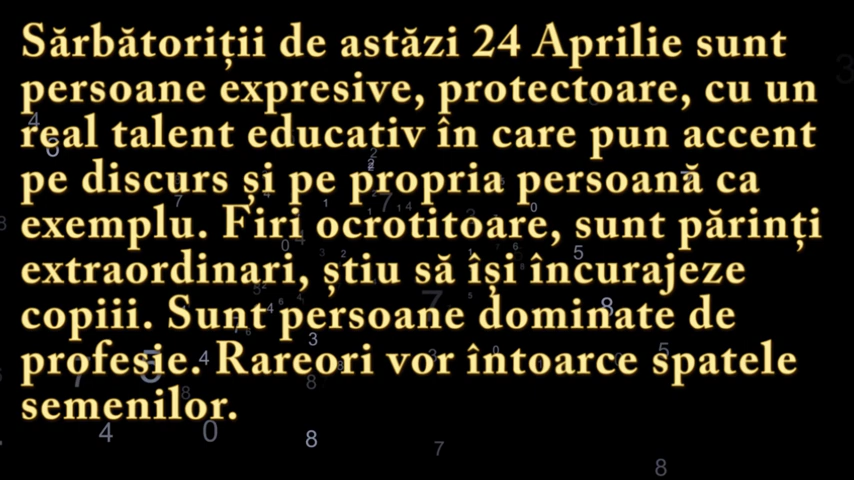 Sărbătoriții de astăzi 24 Aprilie sunt
persoane expresive, protectoare, cu un
real talent educativ în care pun accent
pe discurs și pe propria persoană ca
exemplu. Firi ocrotitoare, sunt părinți
extraordinari, știu să își încurajeze
copiii. Sunt persoane dominate de
profesie. Rareori vor întoarce spatele
semenilor.